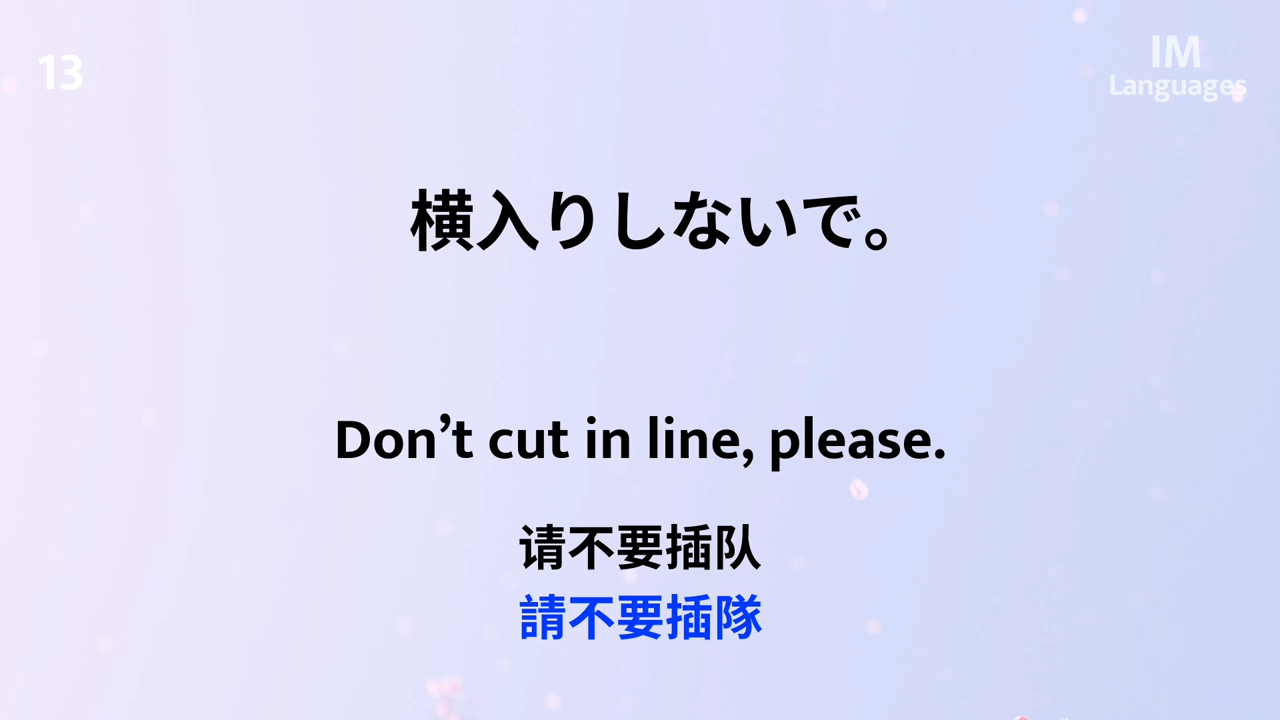 13
IM
Languages
横入りしないで。
Don’t cut in line, please.
请不要插队
請不要插隊